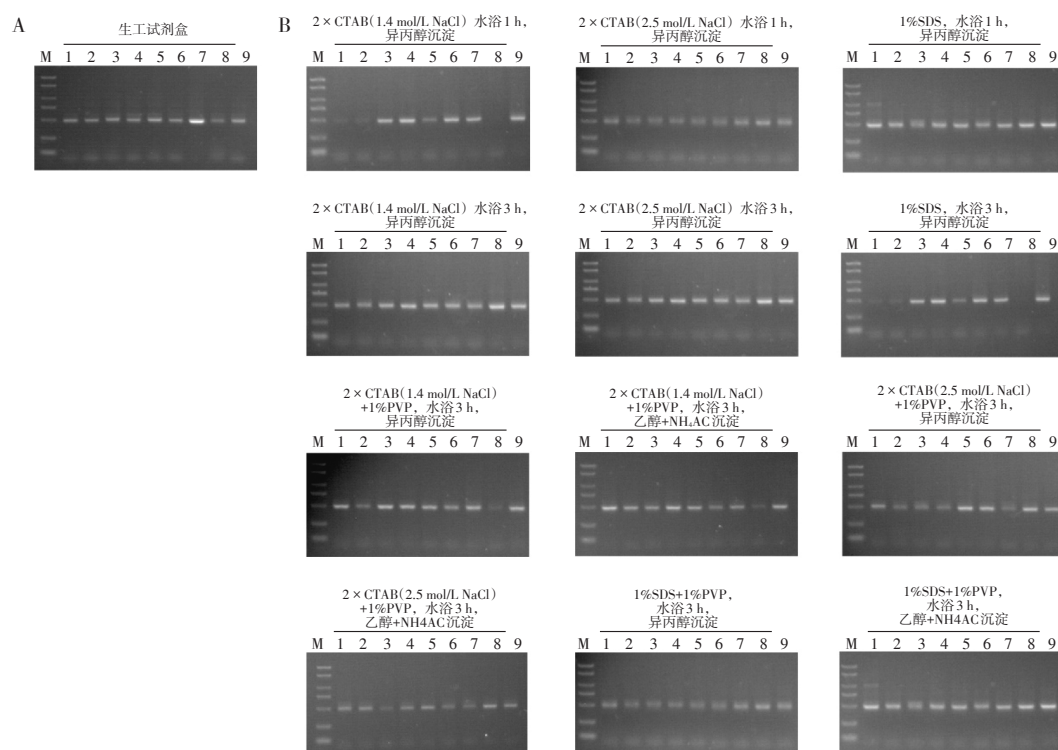 A
生工试剂盒
M 1 2 3 4 5 6 7 8 9
B
2×CTAB(1.4 mol/L NaCl) 水浴1 h，
异丙醇沉淀
M 1 2 3 4 5 6 7 8 9
2×CTAB(2.5 mol/L NaCl) 水浴1 h，
异丙醇沉淀
M 1 2 3 4 5 6 7 8 9
1%SDS，水浴1 h，
异丙醇沉淀
M 1 2 3 4 5 6 7 8 9
2×CTAB(1.4 mol/L NaCl) 水浴3 h，
异丙醇沉淀
M 1 2 3 4 5 6 7 8 9
2×CTAB(2.5 mol/L NaCl) 水浴3 h，
异丙醇沉淀
M 1 2 3 4 5 6 7 8 9
1%SDS，水浴3 h，
异丙醇沉淀
M 1 2 3 4 5 6 7 8 9
2×CTAB(1.4 mol/L NaCl)
+1%PVP，水浴3 h，
异丙醇沉淀
M 1 2 3 4 5 6 7 8 9
2×CTAB(1.4 mol/L NaCl)
+1%PVP，水浴3 h，
乙醇+NH₄AC沉淀
M 1 2 3 4 5 6 7 8 9
2×CTAB(2.5 mol/L NaCl)
+1%PVP，水浴3 h，
异丙醇沉淀
M 1 2 3 4 5 6 7 8 9
2×CTAB(2.5 mol/L NaCl)
+1%PVP，水浴3 h，
乙醇+NH4AC沉淀
M 1 2 3 4 5 6 7 8 9
1%SDS+1%PVP，
水浴3 h，
异丙醇沉淀
M 1 2 3 4 5 6 7 8 9
1%SDS+1%PVP，
水浴3 h，
乙醇+NH4AC沉淀
M 1 2 3 4 5 6 7 8 9